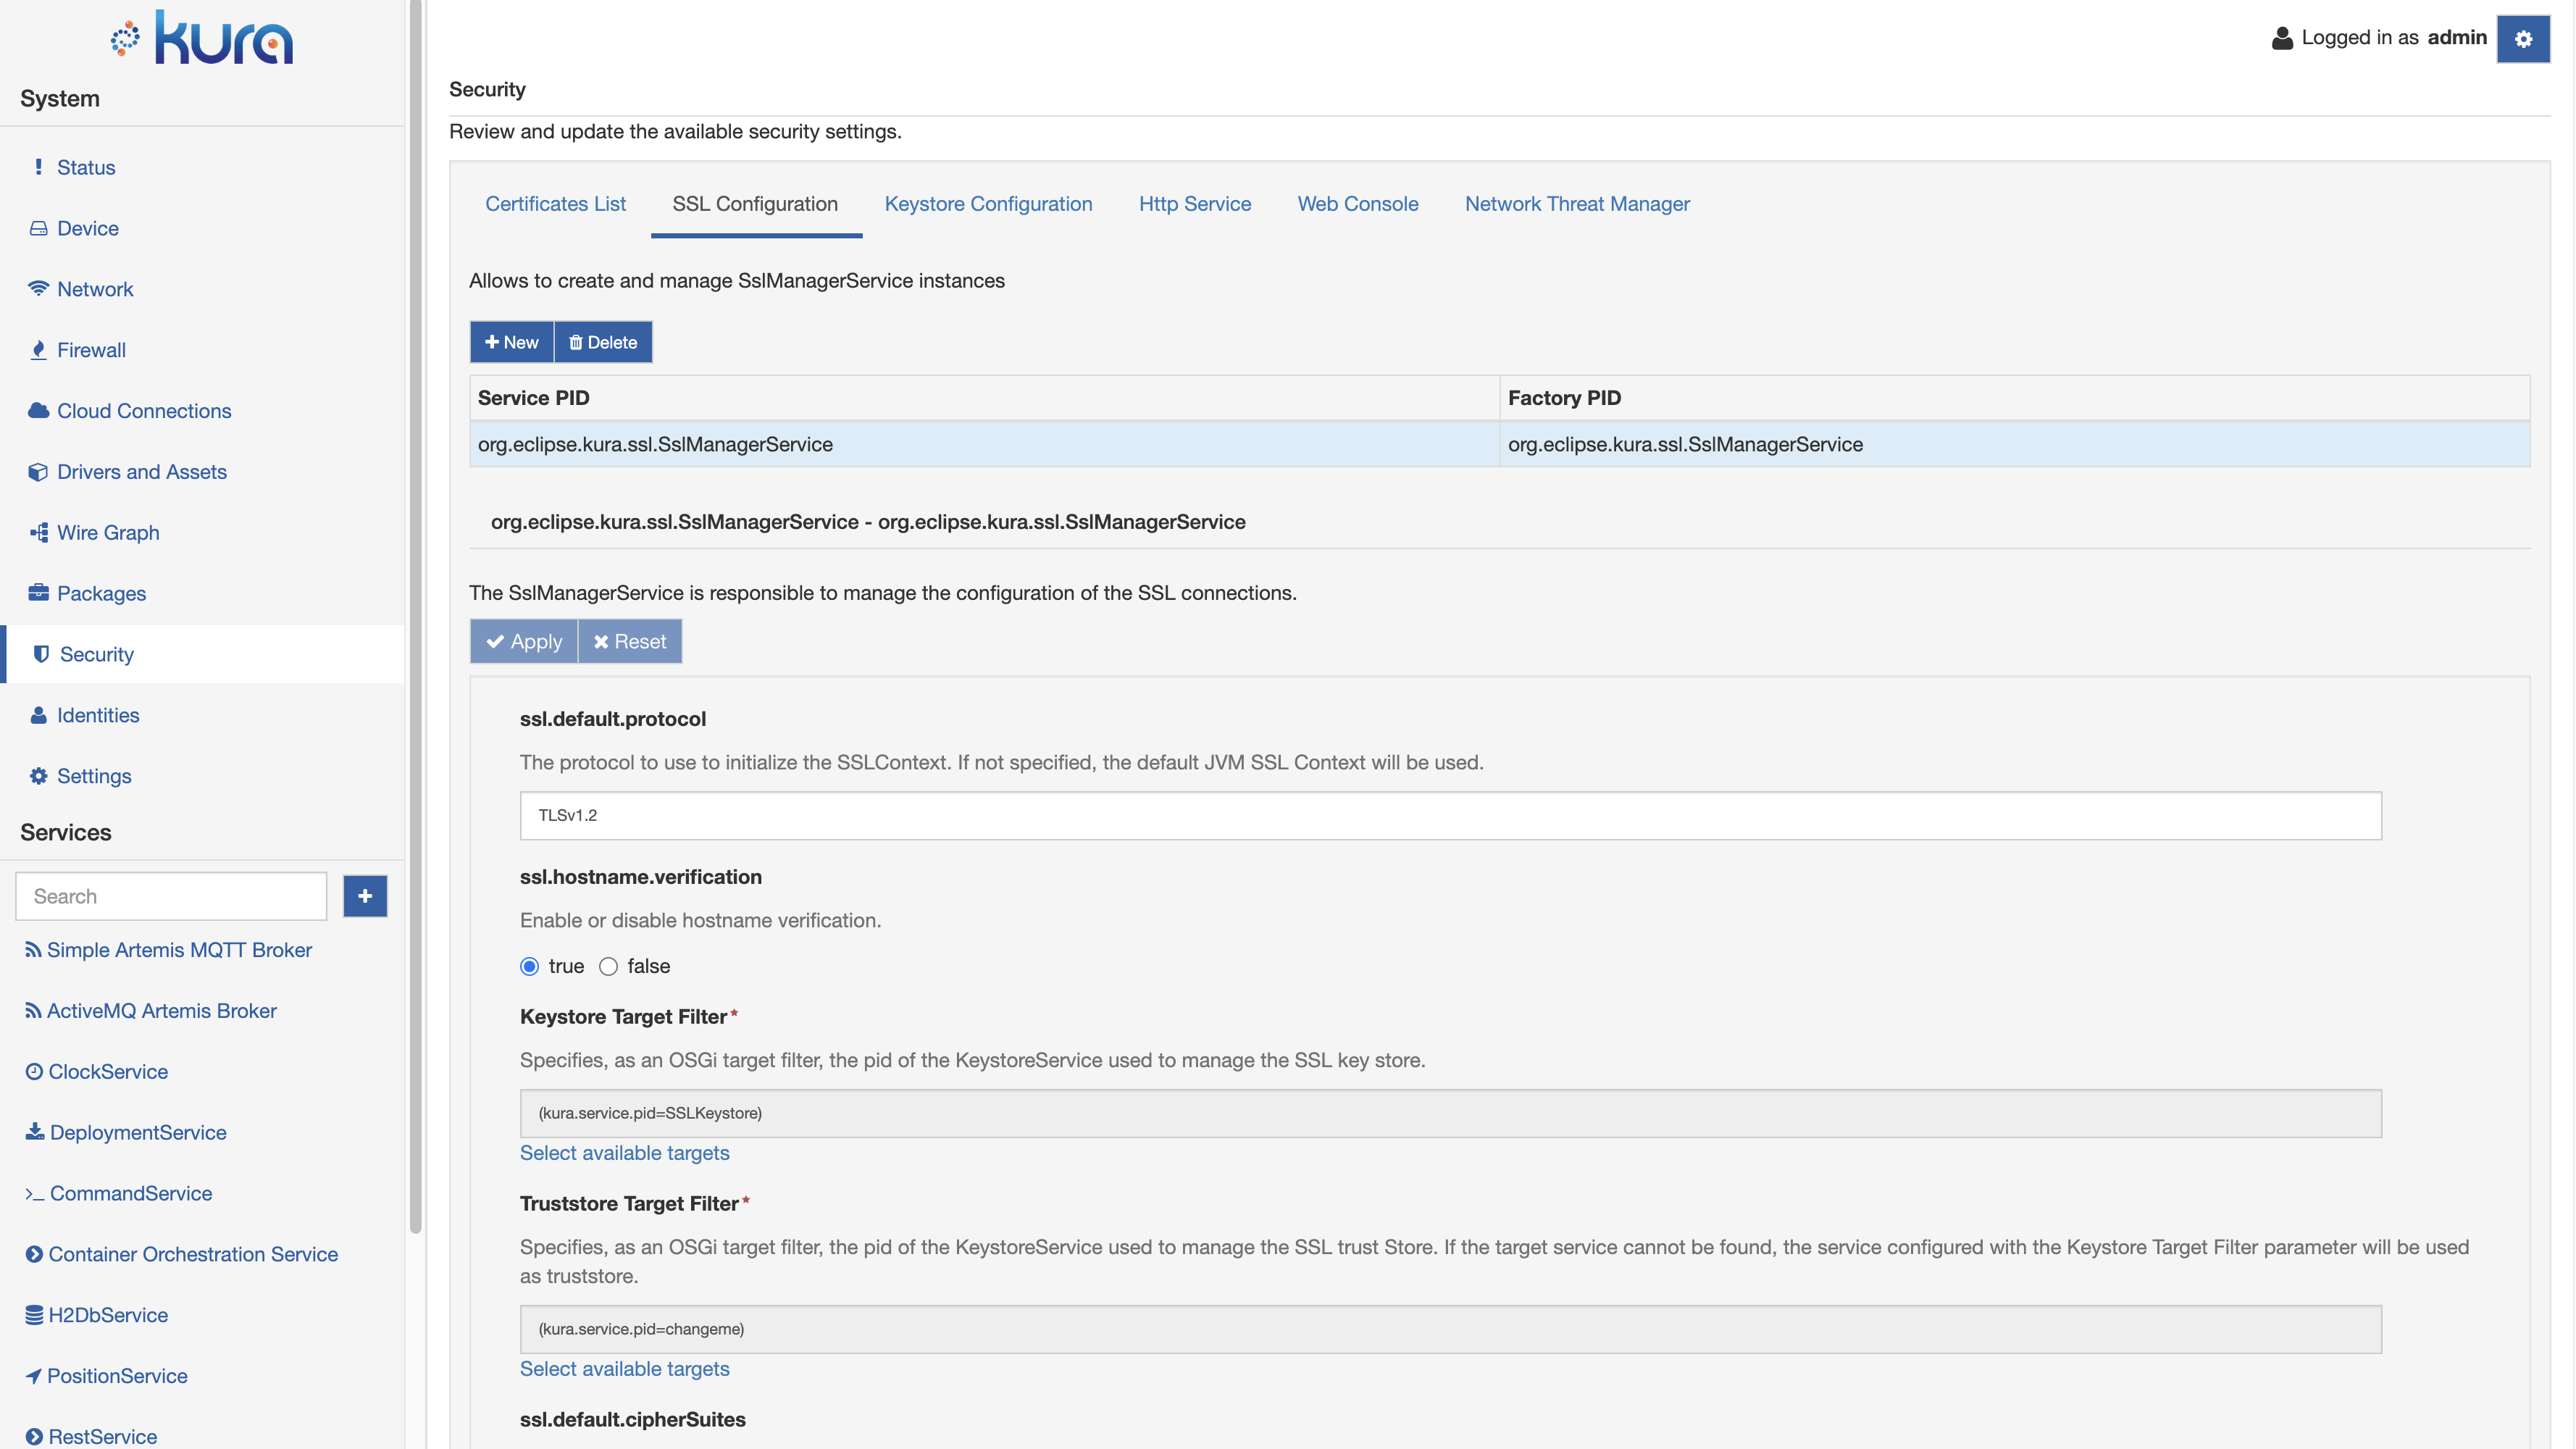 kura
System
Status
Device
Network
Firewall
Cloud Connections
Drivers and Assets
Wire Graph
Packages
Security
Identities
Settings
Services
Search
Simple Artemis MQTT Broker
ActiveMQ Artemis Broker
ClockService
DeploymentService
CommandService
Container Orchestration Service
H2DbService
PositionService
RestService
Logged in as admin
Security
Review and update the available security settings.
Certificates List SSL Configuration Keystore Configuration Http Service Web Console Network Threat Manager
Allows to create and manage SslManagerService instances
New Delete
Service PID Factory PID
org.eclipse.kura.ssl.SslManagerService org.eclipse.kura.ssl.SslManagerService
org.eclipse.kura.ssl.SslManagerService - org.eclipse.kura.ssl.SslManagerService
The SslManagerService is responsible to manage the configuration of the SSL connections.
Apply Reset
ssl.default.protocol
The protocol to use to initialize the SSLContext. If not specified, the default JVM SSL Context will be used.
TLSv1.2
ssl.hostname.verification
Enable or disable hostname verification.
true false
Keystore Target Filter*
Specifies, as an OSGi target filter, the pid of the KeystoreService used to manage the SSL key store.
(kura.service.pid=SSLKeystore)
Select available targets
Truststore Target Filter*
Specifies, as an OSGi target filter, the pid of the KeystoreService used to manage the SSL trust Store. If the target service cannot be found, the service configured with the Keystore Target Filter parameter will be used
as truststore.
(kura.service.pid=changeme)
Select available targets
ssl.default.cipherSuites